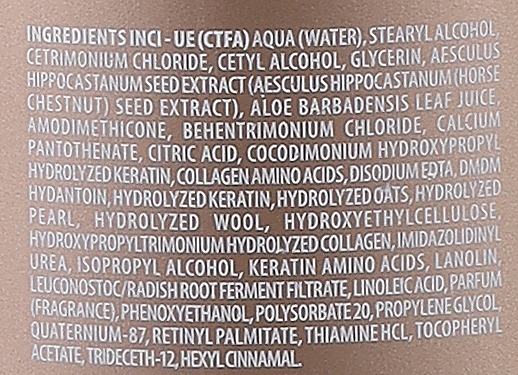 INGREDIENTS INCI - UE (CTFA) AQUA (WATER), STEARYL ALCOHOL,
CETRIMONIUM CHLORIDE, CETYL ALCOHOL, GLYCERIN, AESCULUS
HIPPOCASTANUM SEED EXTRACT (AESCULUS HIPPOCASTANUM (HORSE
CHESTNUT) SEED EXTRACT), ALOE BARBADENSIS LEAF JUICE,
AMODIMETHICONE, BEHENTRIMONIUM CHLORIDE, CALCIUM
PANTOTHENATE, CITRIC ACID, COCODIMONIUM HYDROXYPROPYL
HYDROLYZED KERATIN, COLLAGEN AMINO ACIDS, DISODIUM EDTA, DMDM
HYDANTOIN, HYDROLYZED KERATIN, HYDROLYZED OATS, HYDROLYZED
PEARL, HYDROLYZED WOOL, HYDROXYETHYLCELLULOSE,
HYDROXYPROPYLTRIMONIUM HYDROLYZED COLLAGEN, IMIDAZOLIDINYL
UREA, ISOPROPYL ALCOHOL, KERATIN AMINO ACIDS, LANOLIN,
LEUCONOSTOC/RADISH ROOT FERMENT FILTRATE, LINOLEIC ACID, PARFUM
(FRAGRANCE), PHENOXYETHANOL, POLYSORBATE 20, PROPYLENE GLYCOL,
QUATERNIUM-87, RETINYL PALMITATE, THIAMINE HCL, TOCOPHERYL
ACETATE, TRIDECETH-12, HEXYL CINNAMAL.